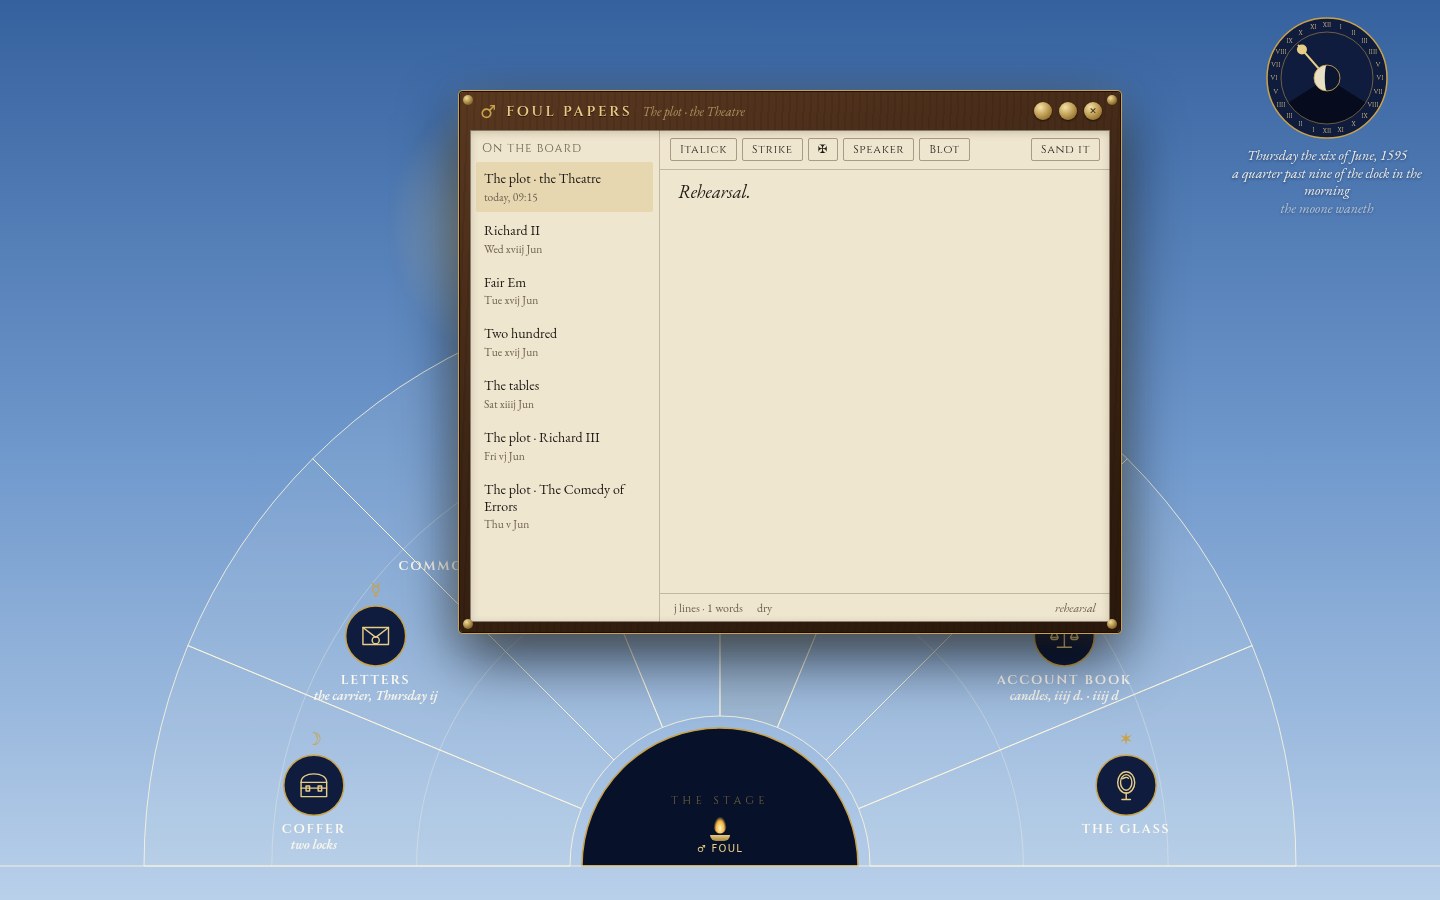 FOUL PAPERS The plot · the Theatre
ON THE BOARD
The plot · the Theatre
today, 09:15
Richard II
Wed xviij Jun
Fair Em
Tue xvij Jun
Two hundred
Tue xvij Jun
The tables
Sat xiiij Jun
The plot · Richard III
Fri vj Jun
The plot · The Comedy of
Errors
Thu v Jun
ITALICK STRIKE ✠ SPEAKER BLOT SAND IT
Rehearsal.
j lines · 1 words dry rehearsal
Thursday the xix of June, 1595
a quarter past nine of the clock in the
morning
the moone waneth
COMMO
LETTERS
the carrier, Thursday ij
COFFER
two locks
THE STAGE
♂ FOUL
ACCOUNT BOOK
candles, iiij d. · iiij d
THE GLASS